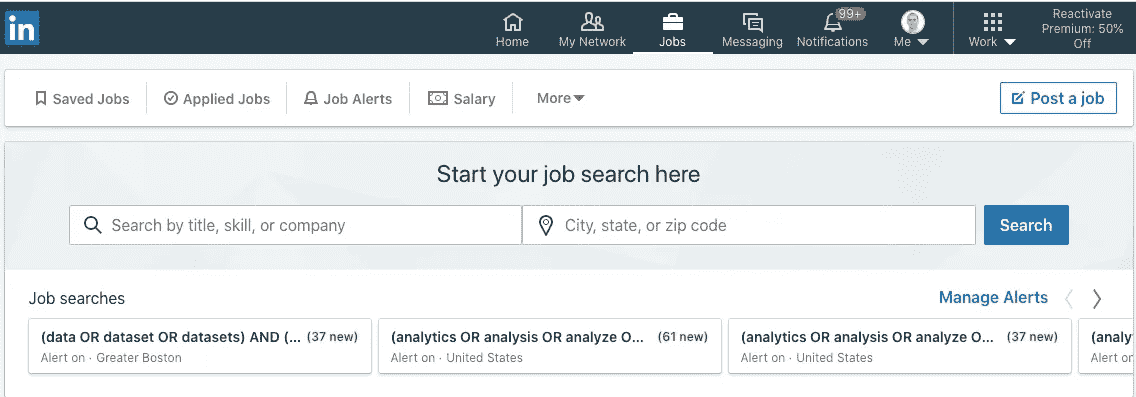 in
99+
Home
My Network
Jobs
Messaging
Notifications
Me
Work
Reactivate
Premium: 50%
Off
Saved Jobs
Applied Jobs
Job Alerts
Salary
More
Post a job
Start your job search here
Search by title, skill, or company
City, state, or zip code
Search
Job searches
Manage Alerts
(data OR dataset OR datasets) AND (... (37 new)
Alert on · Greater Boston
(analytics OR analysis OR analyze O... (61 new)
Alert on · United States
(analytics OR analysis OR analyze O... (37 new)
Alert on · United States
(analy
Alert on